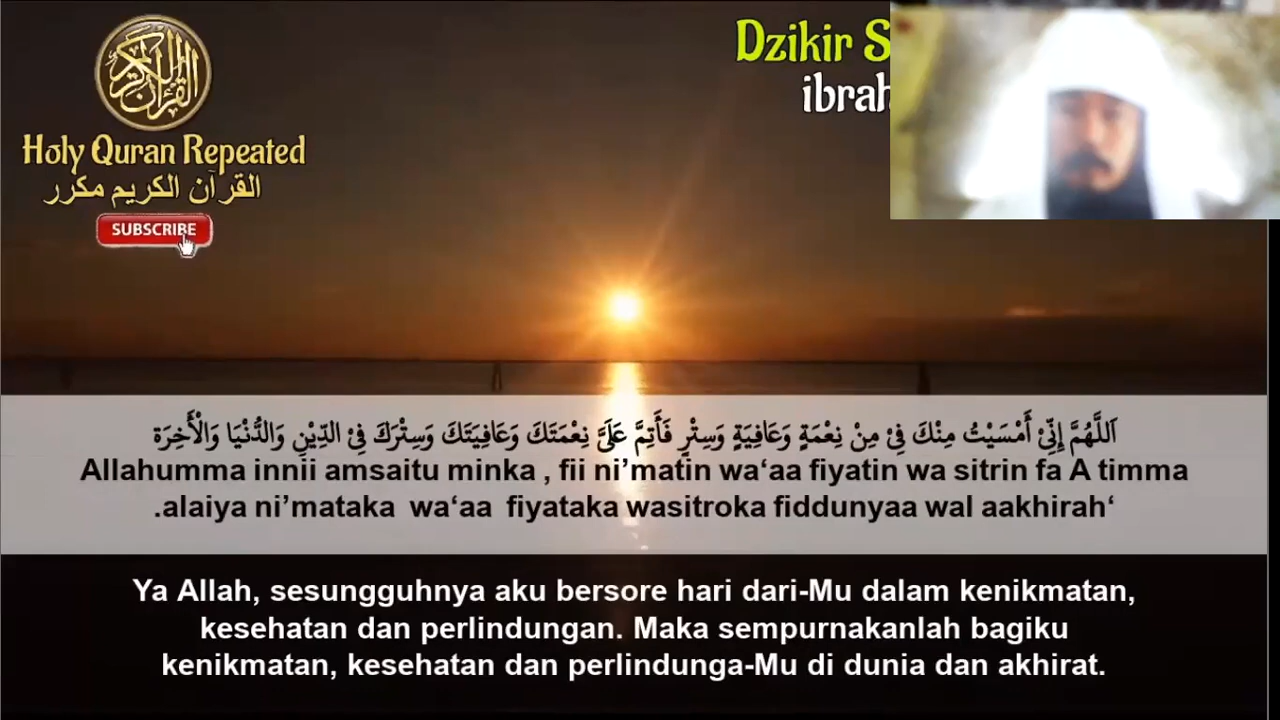 القرآن الكريم
Holy Quran Repeated
القرآن الكريم مكرر
SUBSCRIBE
Dzikir S
ibrah
اَللَّهُمَّ إِنِّيْ أَمْسَيْتُ مِنْكَ فِيْ مِنْ نِعْمَةٍ وَعَافِيَةٍ وَسِتْرٍ فَأَتِمَّ عَلَيَّ نِعْمَتَكَ وَعَافِيَتَكَ وَسِتْرَكَ فِيْ الدِّيْنِ وَالدُّنْيَا وَالْأَخِرَة
Allahumma innii amsaitu minka , fii ni’matin wa‘aa fiyatin wa sitrin fa A timma
.alaiya ni’mataka wa‘aa fiyataka wasitroka fiddunyaa wal aakhirah‘
Ya Allah, sesungguhnya aku bersore hari dari-Mu dalam kenikmatan,
kesehatan dan perlindungan. Maka sempurnakanlah bagiku
kenikmatan, kesehatan dan perlindunga-Mu di dunia dan akhirat.